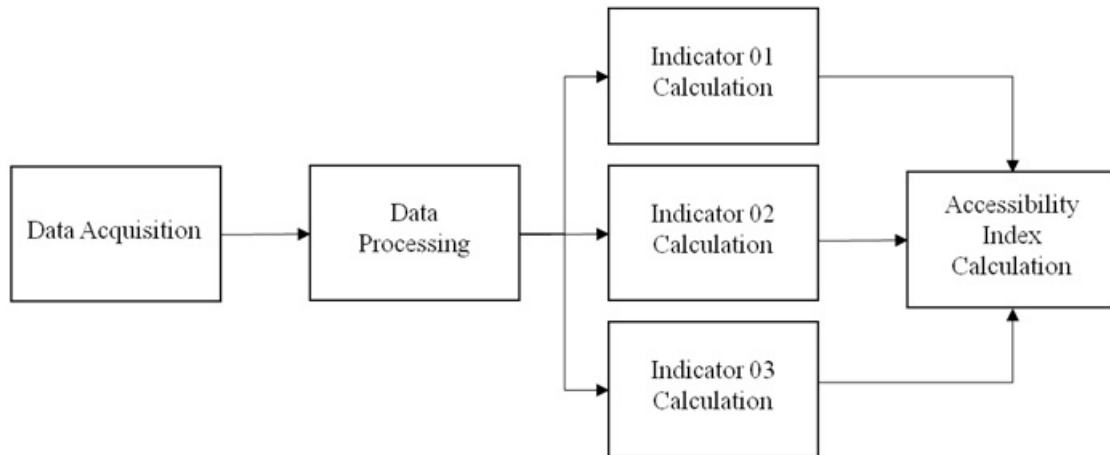 Data Acquisition
Data
Processing
Indicator 01
Calculation
Indicator 02
Calculation
Indicator 03
Calculation
Accessibility
Index
Calculation